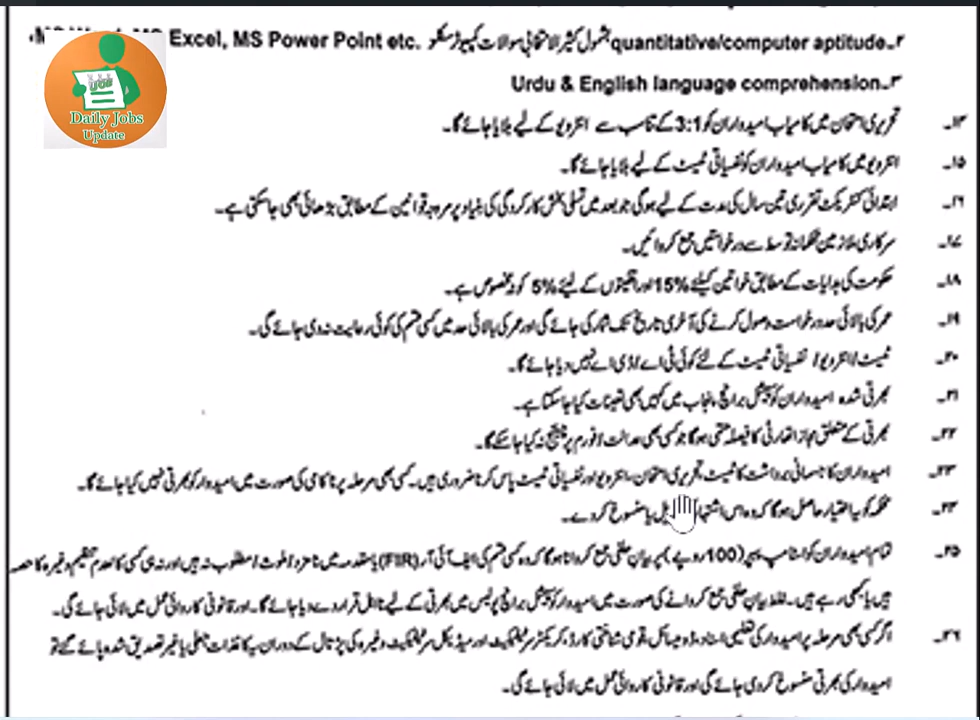 ۲۔quantitative/computer aptitude بشمول کثیر الانتخابی سوالات کمپیوٹر سکلز MS Excel, MS Power Point etc.
۳۔Urdu & English language comprehension
Daily Jobs
Update
۱۴۔ تحریری امتحان میں کامیاب امیدواران کو 3:1 کے تناسب سے انٹرویو کے لیے بلایا جائے گا۔
۱۵۔ انٹرویو میں کامیاب امیدواران کو نفسیاتی ٹیسٹ کے لیے بلایا جائے گا۔
۱۶۔ ابتدائی کنٹریکٹ تقرری تین سال کی مدت کے لیے ہوگی جو بعد میں تسلی بخش کارکردگی کی بنیاد پر مروجہ قوانین کے مطابق بڑھائی بھی جا سکتی ہے۔
۱۷۔ سرکاری ملازمین محکمانہ توسط سے درخواستیں جمع کروائیں۔
۱۸۔ حکومت کی ہدایات کے مطابق خواتین کیلئے 15% اور اقلیتوں کے لیئے 5% کوٹہ مختص ہے۔
۱۹۔ عمر کی بالائی حد درخواست وصول کرنے کی آخری تاریخ تک شمار کی جائے گی اور عمر کی بالائی حد میں کسی قسم کی کوئی رعایت نہ دی جائے گی۔
۲۰۔ ٹیسٹ / انٹرویو / نفسیاتی ٹیسٹ کے لئے کوئی ٹی اے / ڈی اے نہیں دیا جائے گا۔
۲۱۔ بھرتی شدہ امیدواران کو سپیشل برانچ پنجاب میں کہیں بھی تعینات کیا جا سکتا ہے۔
۲۲۔ بھرتی کے متعلق مجاز اتھارٹی کا فیصلہ حتمی ہوگا جو کسی بھی عدالت / فورم پر چیلنج نہ کیا جا سکے گا۔
۲۳۔ امیدواران کا جسمانی برداشت کا ٹیسٹ، تحریری امتحان، انٹرویو اور نفسیاتی ٹیسٹ پاس کرنا ضروری ہیں۔ کسی بھی مرحلہ پر ناکامی کی صورت میں امیدوار کو بھرتی نہیں کیا جائے گا۔
۲۴۔ محکمہ کو یہ اختیار حاصل ہوگا کہ وہ اس اشتہار یا منسوخ کر دے۔
۲۵۔ تمام امیدواران کو اسٹامپ پیپر (100 روپے) پر بیان حلفی جمع کروانا ہوگا کہ وہ کسی قسم کی ایف آئی آر (FIR) یا مقدمہ میں نامزد / ملوث / مطلوب نہ ہیں اور نہ ہی کسی کالعدم تنظیم وغیرہ کا حصہ
ہیں یا کبھی رہے ہیں۔ غلط بیان حلفی جمع کروانے کی صورت میں امیدوار کو سپیشل برانچ پولیس میں بھرتی کے لیے نااہل قرار دے دیا جائے گا۔ اور قانونی کاروائی عمل میں لائی جائے گی۔
۲۶۔ اگر کسی بھی مرحلہ پر امیدوار کی تعلیمی اسناد، ڈومیسائل، قومی شناختی کارڈ، کریکٹر سرٹیفکیٹ اور میڈیکل سرٹیفکیٹ وغیرہ کی پڑتال کے دوران یہ کاغذات جعلی یا غیر تصدیق شدہ پائے گئے تو
امیدوار کی بھرتی منسوخ کر دی جائے گی اور قانونی کاروائی عمل میں لائی جائے گی۔